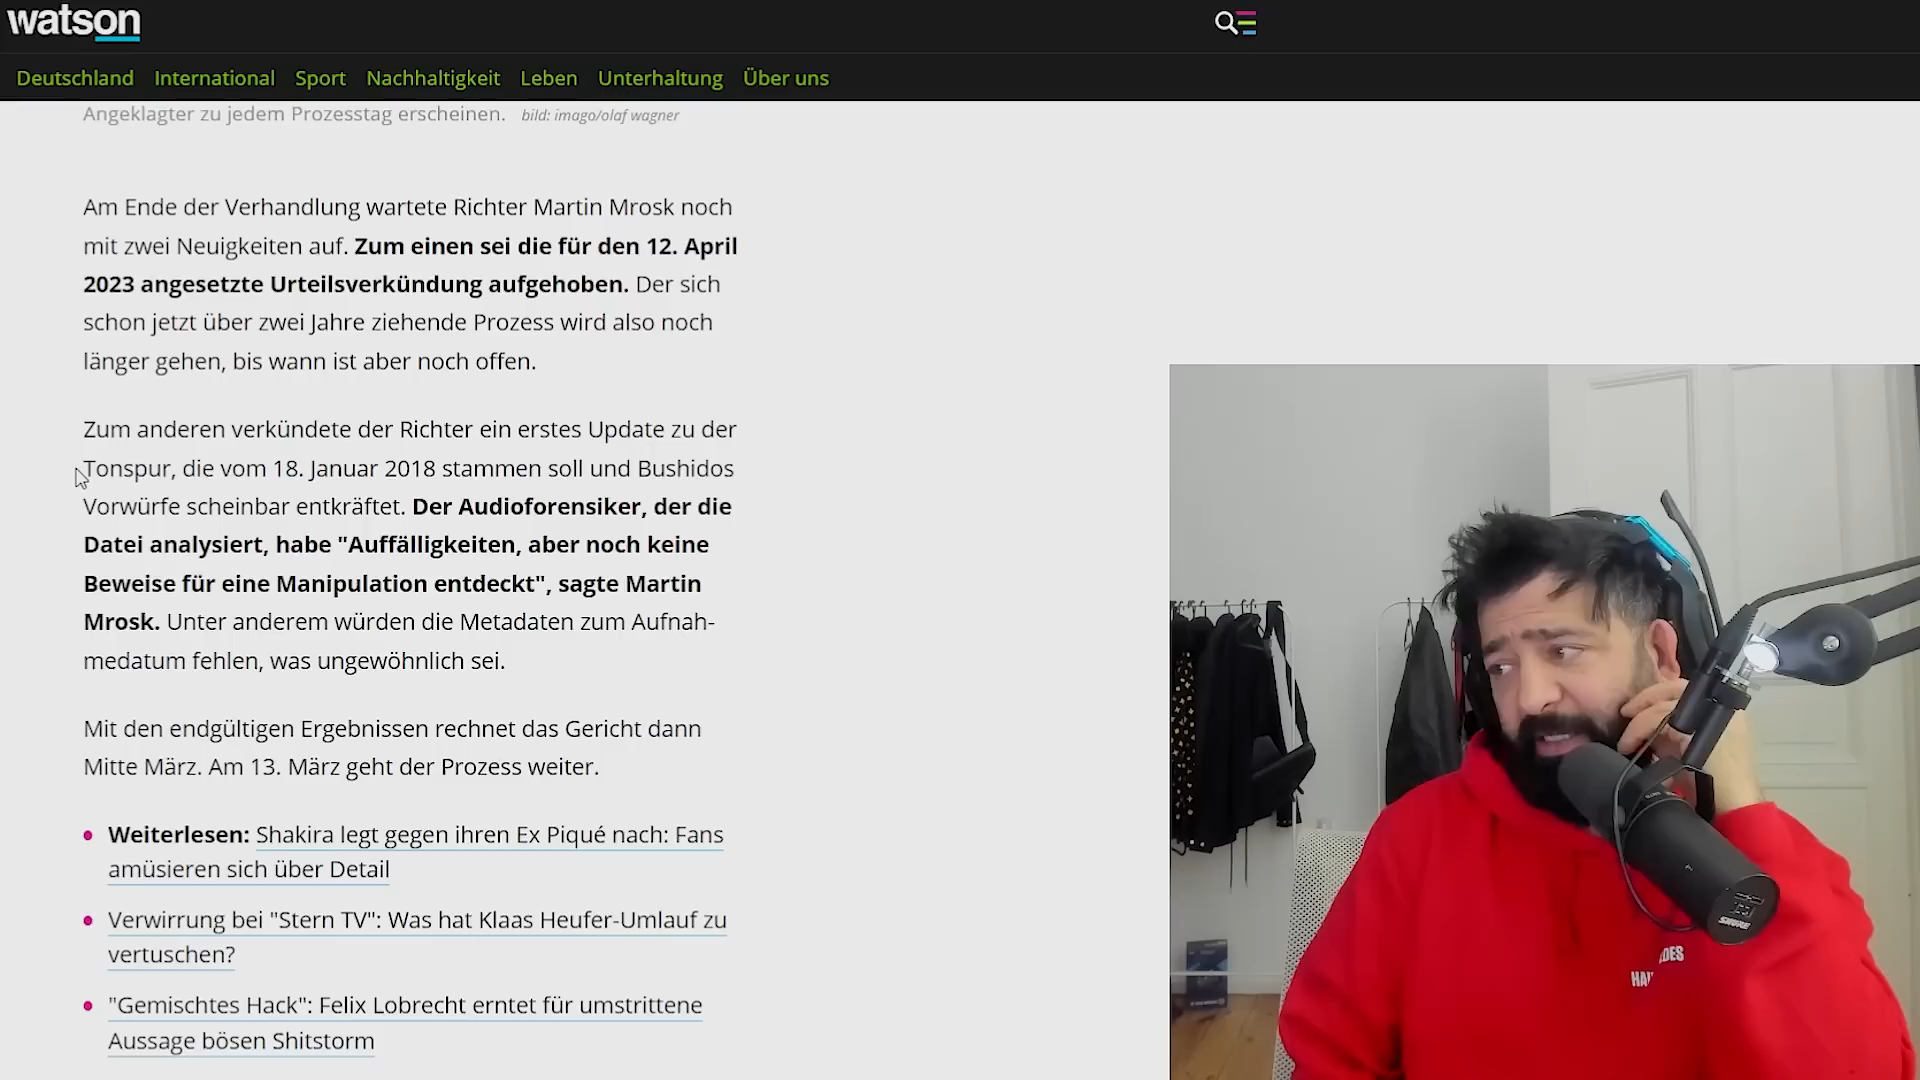 watson
Deutschland International Sport Nachhaltigkeit Leben Unterhaltung Über uns
Angeklagter zu jedem Prozesstag erscheinen. bild: imago/olaf wagner
Am Ende der Verhandlung wartete Richter Martin Mrosk noch
mit zwei Neuigkeiten auf. Zum einen sei die für den 12. April
2023 angesetzte Urteilsverkündung aufgehoben. Der sich
schon jetzt über zwei Jahre ziehende Prozess wird also noch
länger gehen, bis wann ist aber noch offen.
Zum anderen verkündete der Richter ein erstes Update zu der
Tonspur, die vom 18. Januar 2018 stammen soll und Bushidos
Vorwürfe scheinbar entkräftet. Der Audioforensiker, der die
Datei analysiert, habe "Auffälligkeiten, aber noch keine
Beweise für eine Manipulation entdeckt", sagte Martin
Mrosk. Unter anderem würden die Metadaten zum Aufnah-
medatum fehlen, was ungewöhnlich sei.
Mit den endgültigen Ergebnissen rechnet das Gericht dann
Mitte März. Am 13. März geht der Prozess weiter.
Weiterlesen: Shakira legt gegen ihren Ex Piqué nach: Fans
amüsieren sich über Detail
Verwirrung bei "Stern TV": Was hat Klaas Heufer-Umlauf zu
vertuschen?
"Gemischtes Hack": Felix Lobrecht erntet für umstrittene
Aussage bösen Shitstorm
SHURE